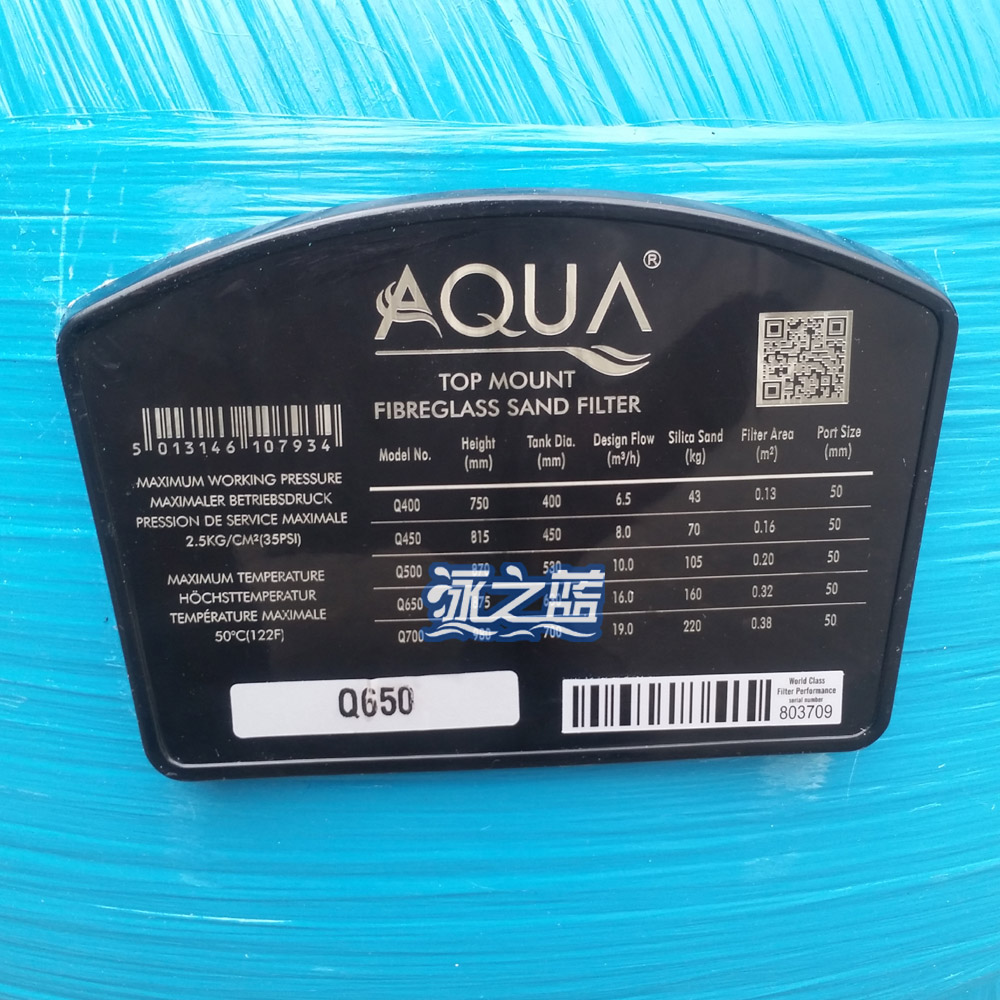 AQUA®
TOP MOUNT
FIBREGLASS SAND FILTER
5 013146 107934
MAXIMUM WORKING PRESSURE
MAXIMALER BETRIEBSDRUCK
PRESSION DE SERVICE MAXIMALE
2.5KG/CM²(35PSI)
MAXIMUM TEMPERATURE
HÖCHSTTEMPERATUR
TEMPÉRATURE MAXIMALE
50°C(122F)
Model No. Height (mm) Tank Dia. (mm) Design Flow (m³/h) Silica Sand (kg) Filter Area (m²) Port Size (mm)
Q400 750 400 6.5 43 0.13 50
Q450 815 450 8.0 70 0.16 50
Q500 870 530 10.0 105 0.20 50
Q650 16.0 160 0.32 50
Q700 700 19.0 220 0.38 50
泳之蓝
Q650
World Class
Filter Performance
serial number
803709